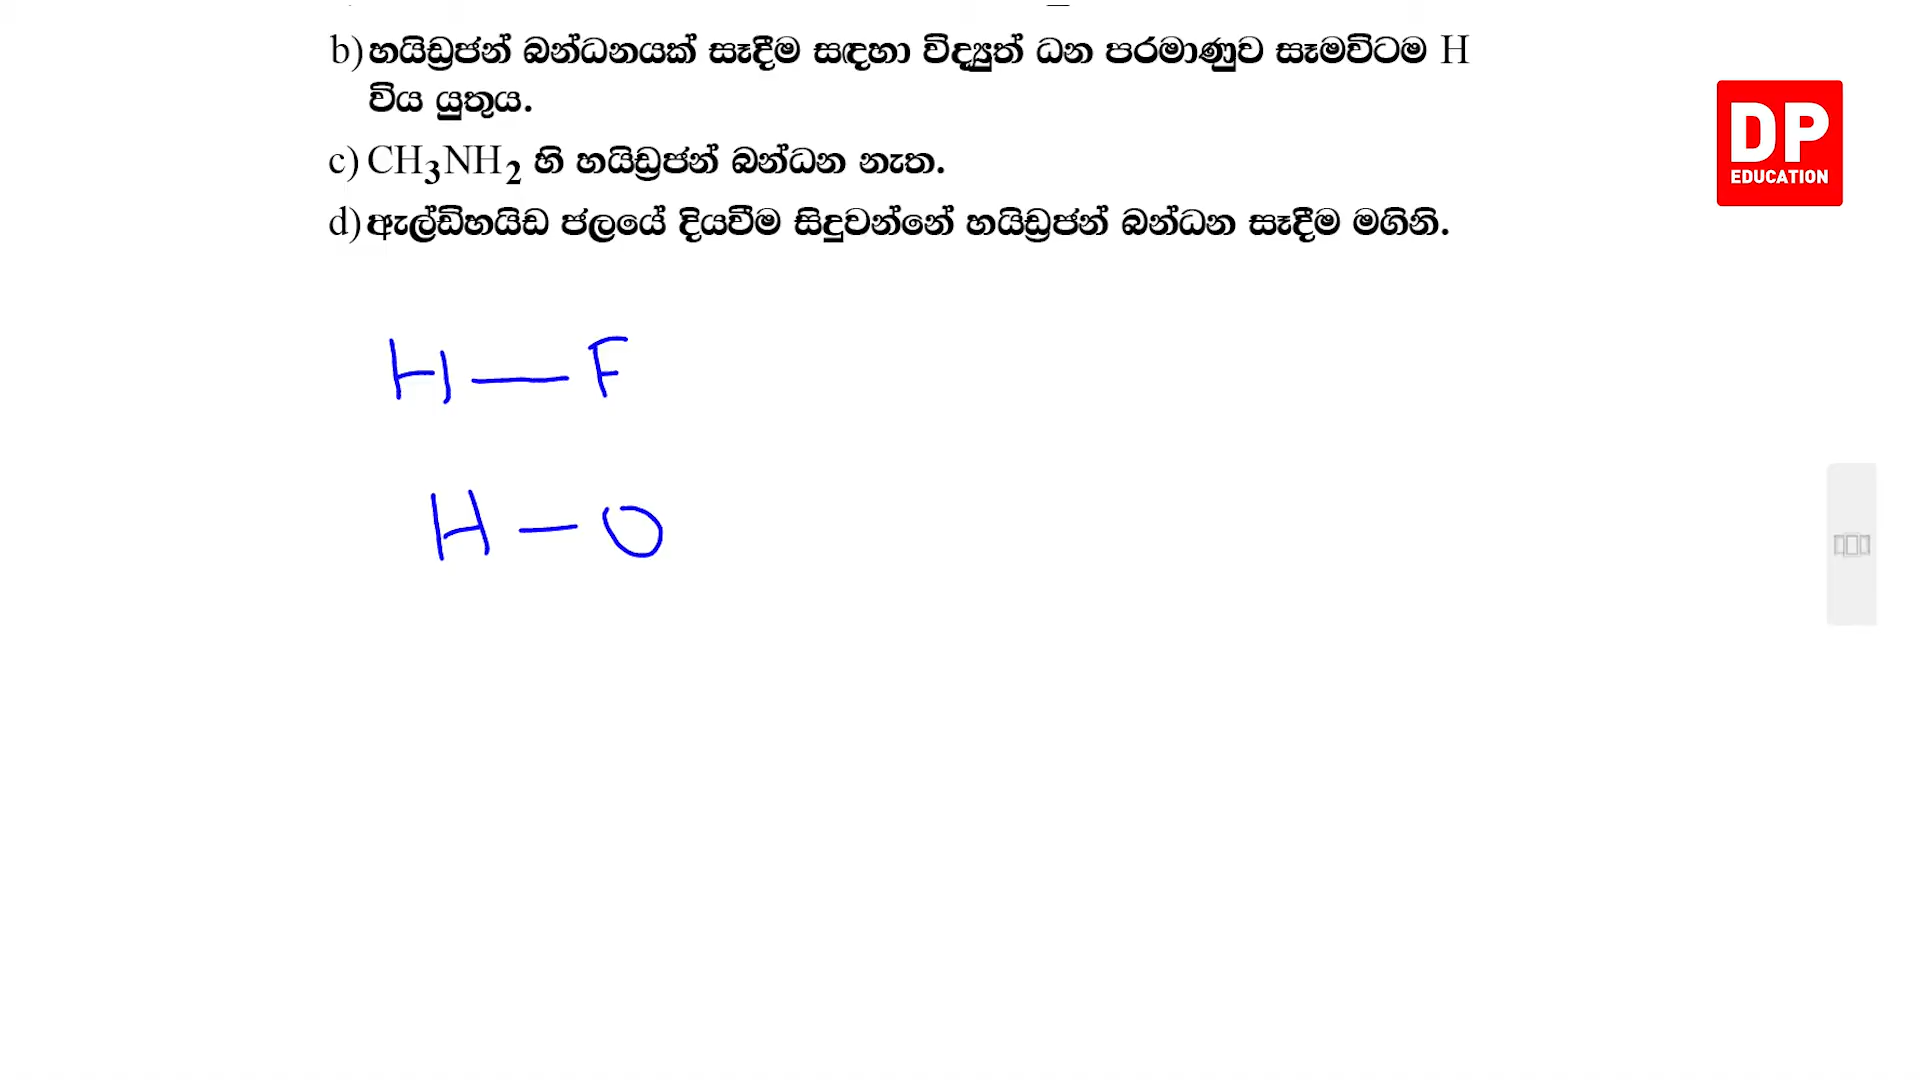 b) හයිඩ්‍රජන් බන්ධනයක් සෑදීම සඳහා විද්‍යුත් ධන පරමාණුව සෑමවිටම H
විය යුතුය.
c) CH₃NH₂ හි හයිඩ්‍රජන් බන්ධන නැත.
d) ඇල්ඩිහයිඩ ජලයේ දියවීම සිදුවන්නේ හයිඩ්‍රජන් බන්ධන සෑදීම මගිනි.
DP
EDUCATION
H — F
H — O